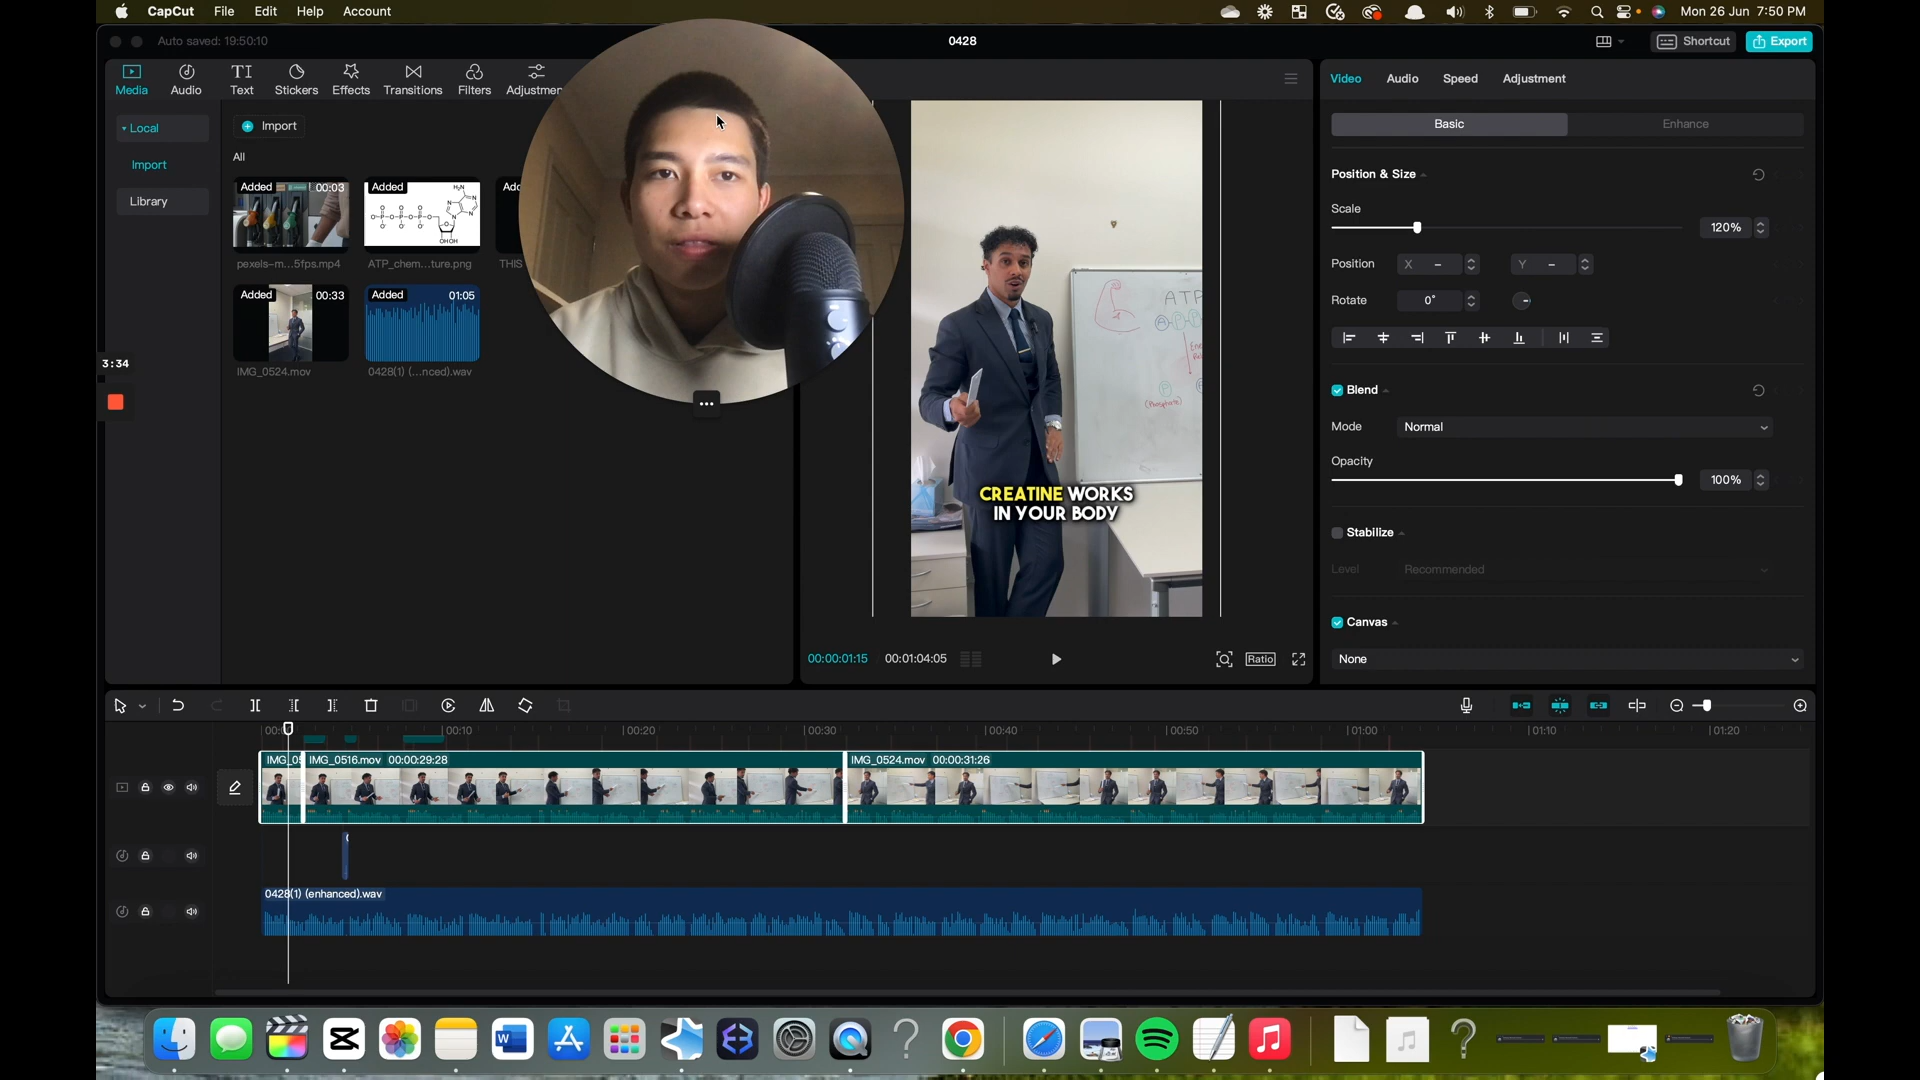 CapCut File Edit Help Account
Mon 26 Jun 7:50 PM
Auto saved: 19:50:10
0428
Shortcut
Export
Media
Audio
Text
Stickers
Effects
Transitions
Filters
Local
Import
Library
Import
All
Added 00:03
pexels-m...5fps.mp4
Added
ATP_chem...ture.png
Added 00:33
IMG_0524.mov
Added 01:05
0428(1) (...nced).wav
3:34
ATP
(Phosphate)
CREATINE WORKS
IN YOUR BODY
00:00:01:15 00:01:04:05
Ratio
Video Audio Speed Adjustment
Basic Enhance
Position & Size
Scale
120%
Position X – Y –
Rotate 0°
Blend
Mode Normal
Opacity
100%
Stabilize
Level Recommended
Canvas
None
00:10 00:20 00:30 00:40 00:50 01:00 01:10 01:20
IMG_0516.mov 00:00:29:28
IMG_0524.mov 00:00:31:26
0428(1) (enhanced).wav